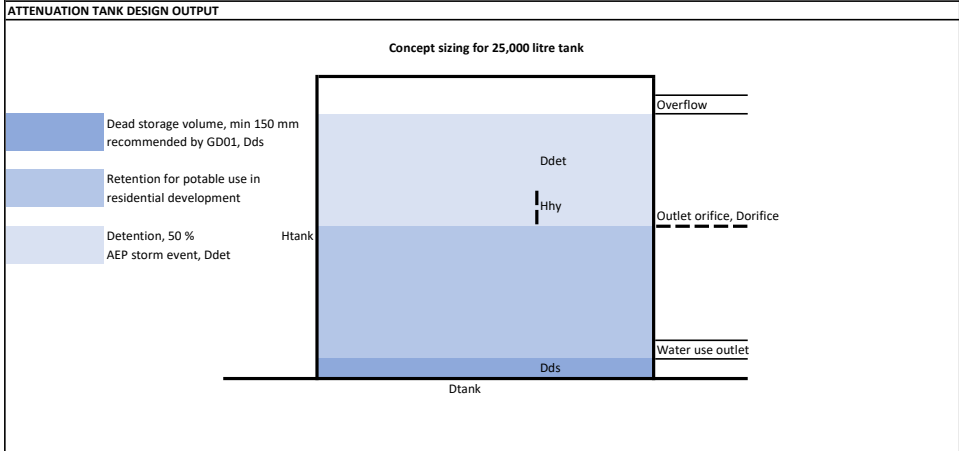 ATTENUATION TANK DESIGN OUTPUT
Concept sizing for 25,000 litre tank
Overflow
Dead storage volume, min 150 mm
recommended by GD01, Dds
Ddet
Retention for potable use in
residential development
Hhy
Outlet orifice, Dorifice
Detention, 50 %
AEP storm event, Ddet
Htank
Water use outlet
Dds
Dtank